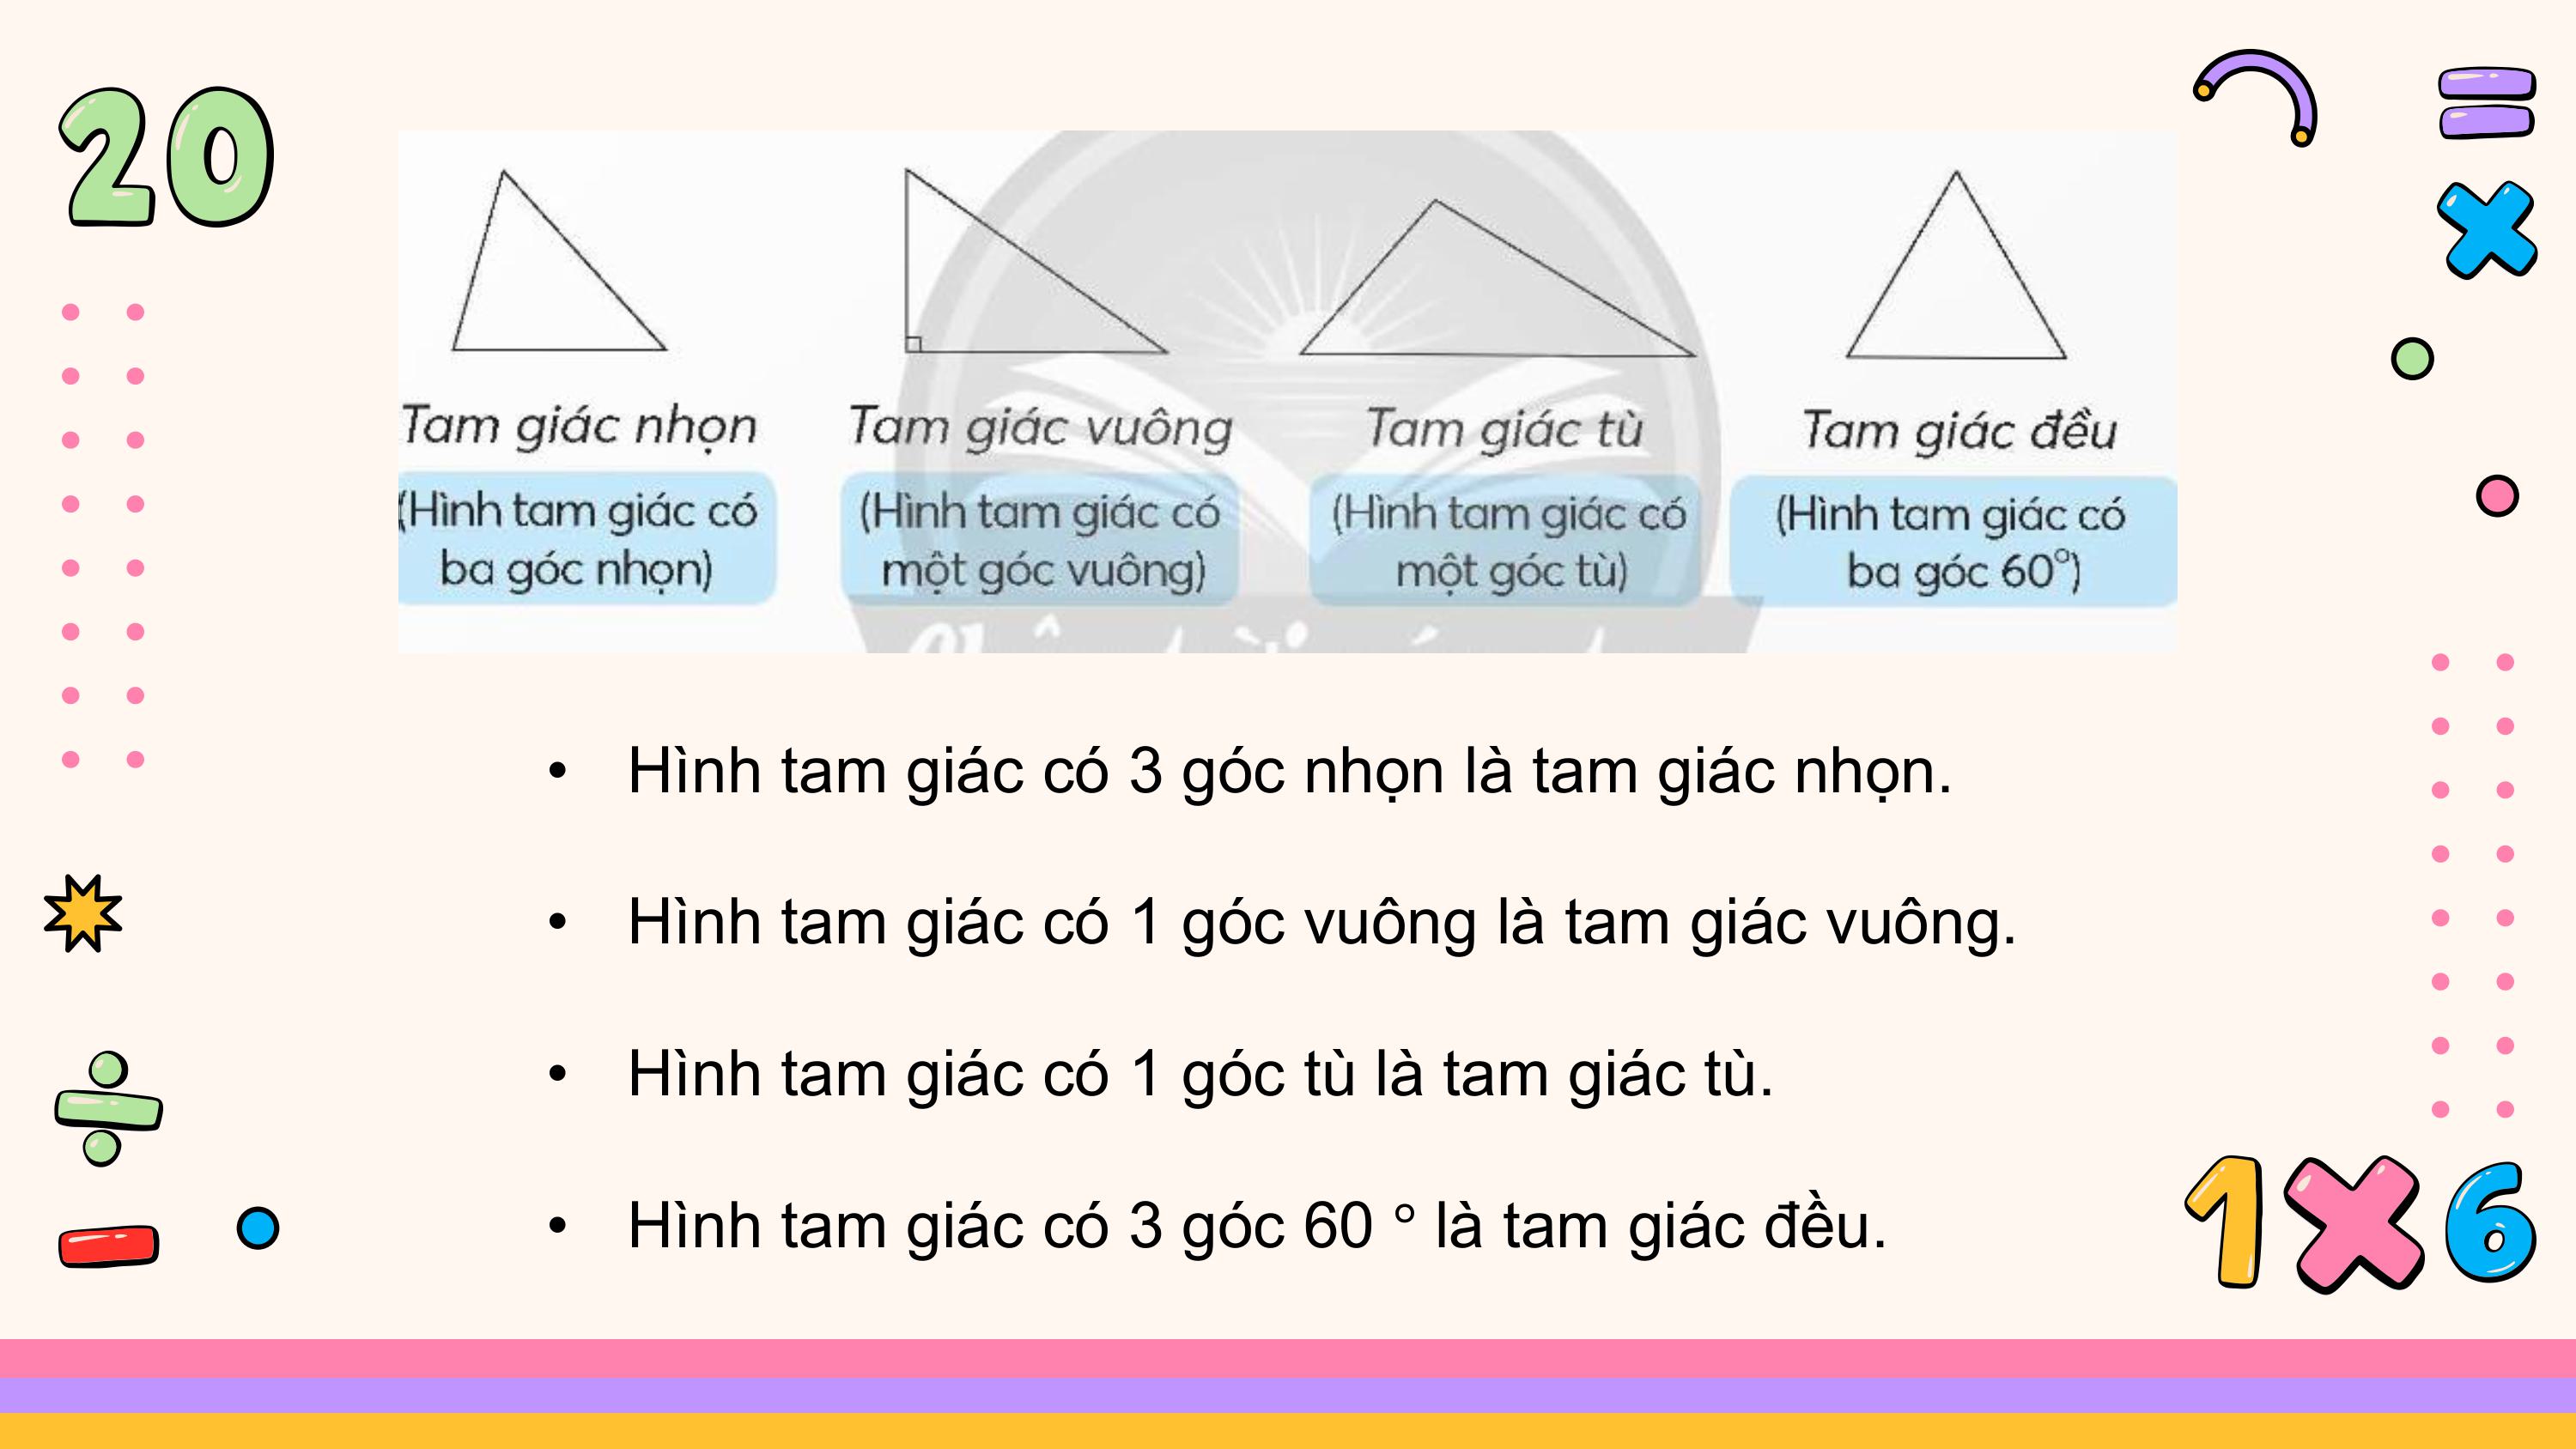 20
Tam giác nhọn
Tam giác vuông
Tam giác tù
Tam giác đều
(Hình tam giác có
ba góc nhọn)
(Hình tam giác có
một góc vuông)
(Hình tam giác có
một góc tù)
(Hình tam giác có
ba góc 60°)
• Hình tam giác có 3 góc nhọn là tam giác nhọn.
• Hình tam giác có 1 góc vuông là tam giác vuông.
• Hình tam giác có 1 góc tù là tam giác tù.
• Hình tam giác có 3 góc 60 ° là tam giác đều.
1×6